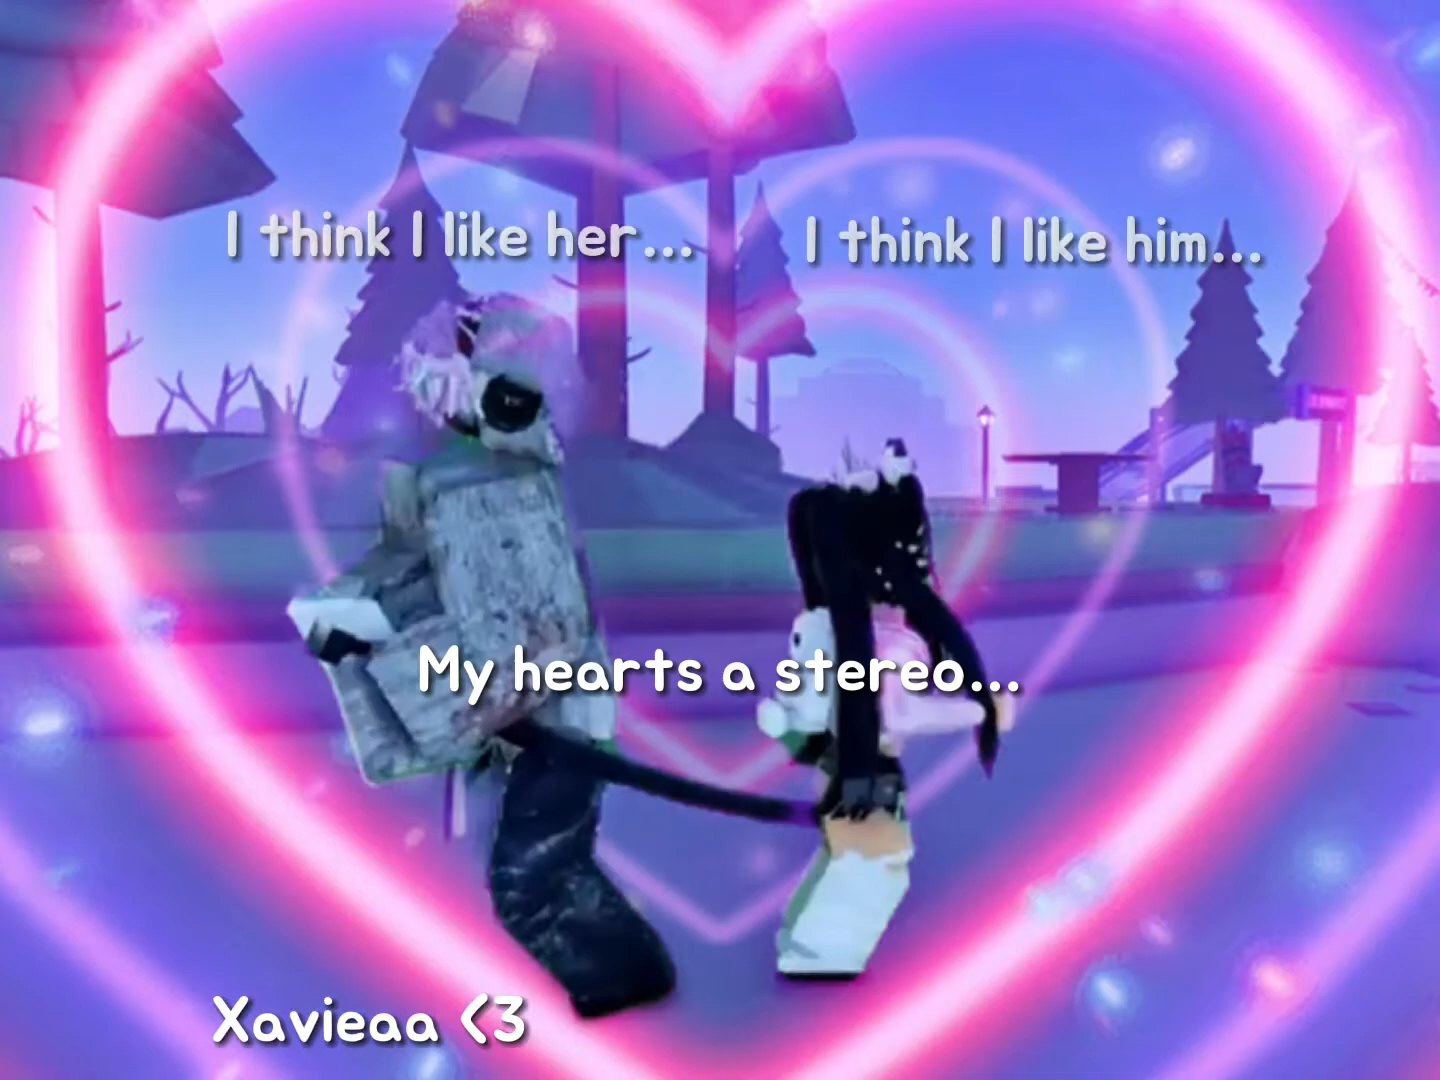 I think I like her...
I think I like him...
My hearts a stereo...
Xavieaa <3